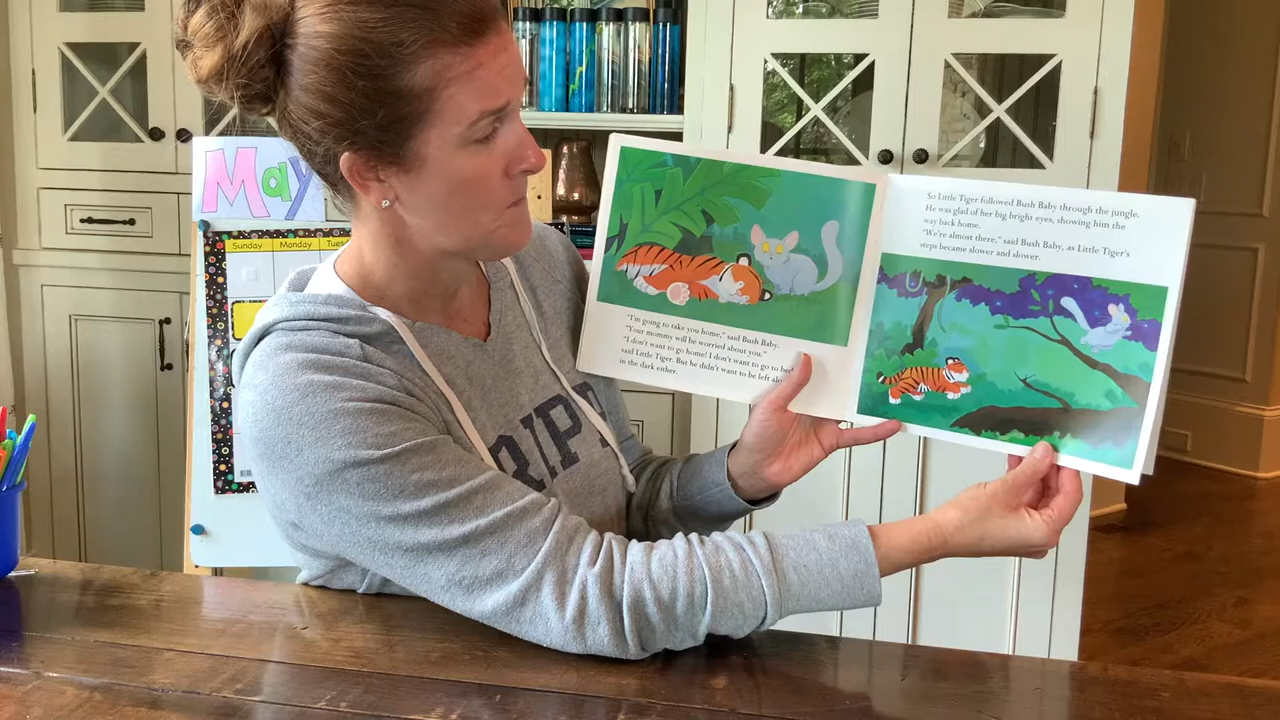 May
Sunday Monday Tues
RIPP
"I'm going to take you home," said Bush Baby.
"Your mommy will be worried about you."
"I don't want to go home! I don't want to go to bed
said Little Tiger. But he didn't want to be left
in the dark either.
So Little Tiger followed Bush Baby through the jungle.
He was glad of her big bright eyes, showing him the
way back home.
"We're almost there," said Bush Baby, as Little Tiger's
steps became slower and slower.